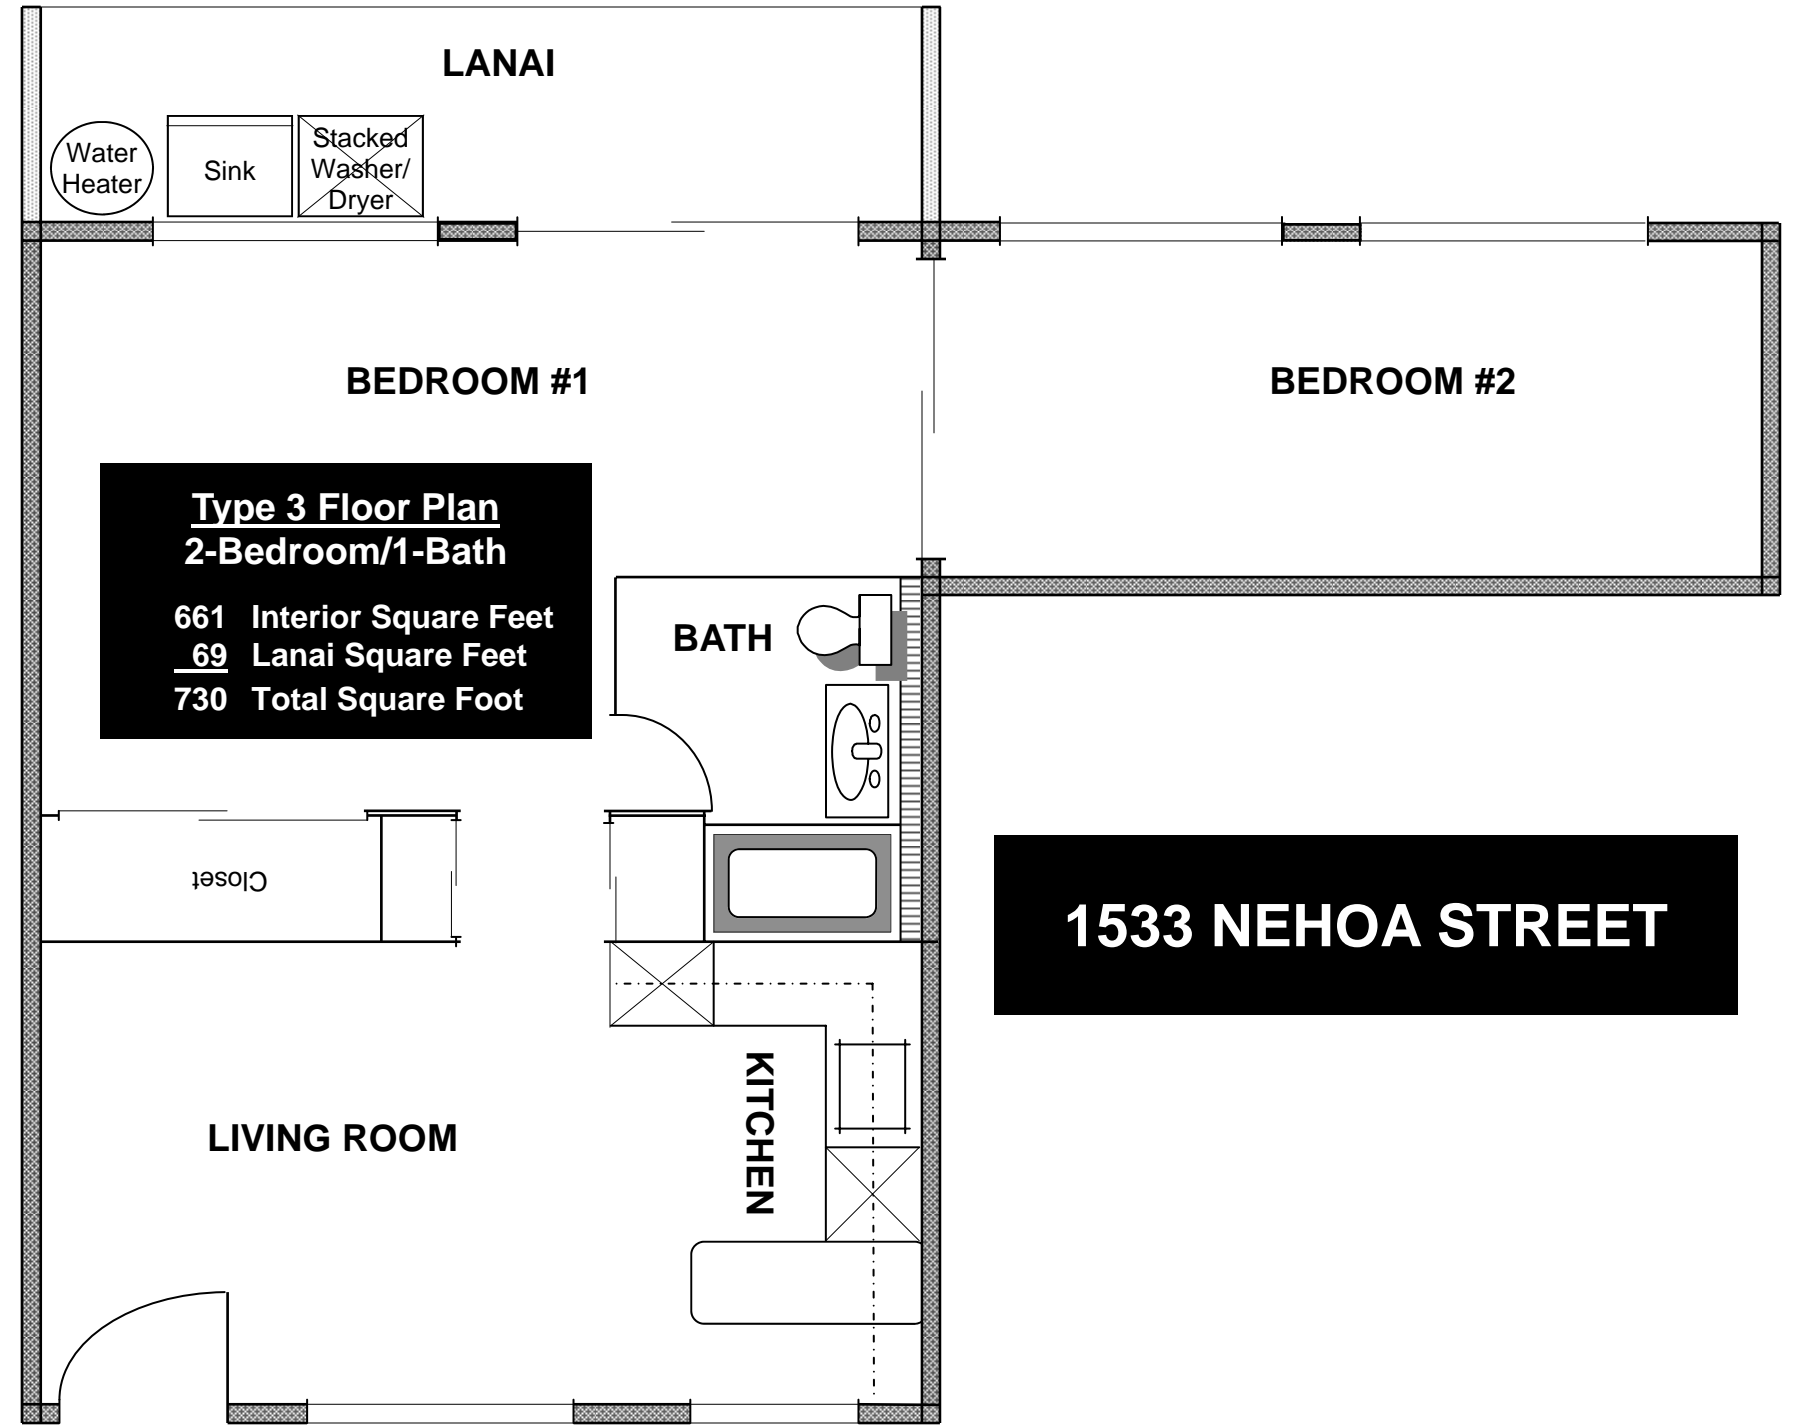 LANAI
Water
Heater
Sink
Stacked
Washer/
Dryer
BEDROOM #1
BEDROOM #2
Type 3 Floor Plan
2-Bedroom/1-Bath
661 Interior Square Feet
69 Lanai Square Feet
730 Total Square Foot
BATH
Closet
1533 NEHOA STREET
KITCHEN
LIVING ROOM